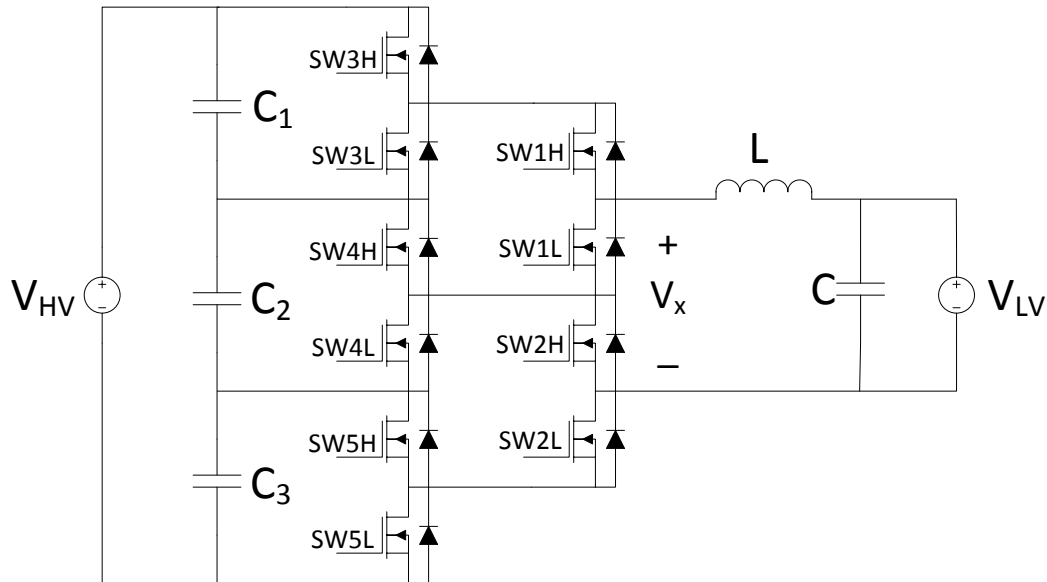 SW3H
C1
SW3L
SW1H
L
SW4H
SW1L
+
VHV
+
−
C2
Vx
C
+
−
VLV
SW4L
SW2H
−
SW5H
SW2L
C3
SW5L